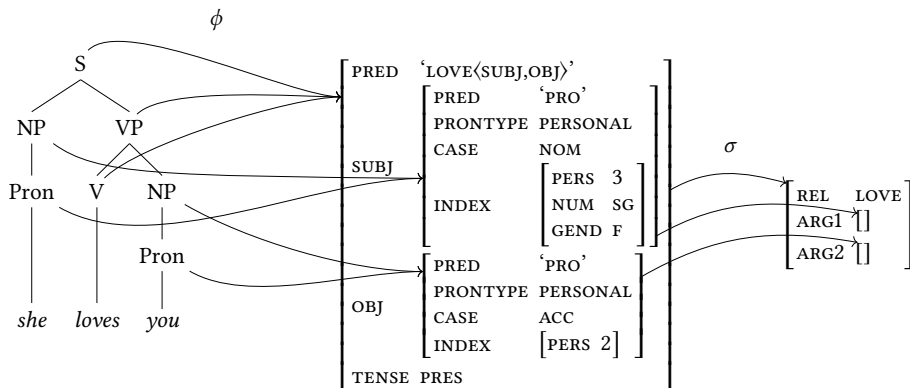 ϕ
S
NP VP
Pron V NP
Pron
she loves you
PRED ‘LOVE⟨SUBJ,OBJ⟩’
SUBJ
PRED ‘PRO’
PRONTYPE PERSONAL
CASE NOM
INDEX
PERS 3
NUM SG
GEND F
OBJ
PRED ‘PRO’
PRONTYPE PERSONAL
CASE ACC
INDEX [PERS 2]
TENSE PRES
σ
REL LOVE
ARG1 []
ARG2 []